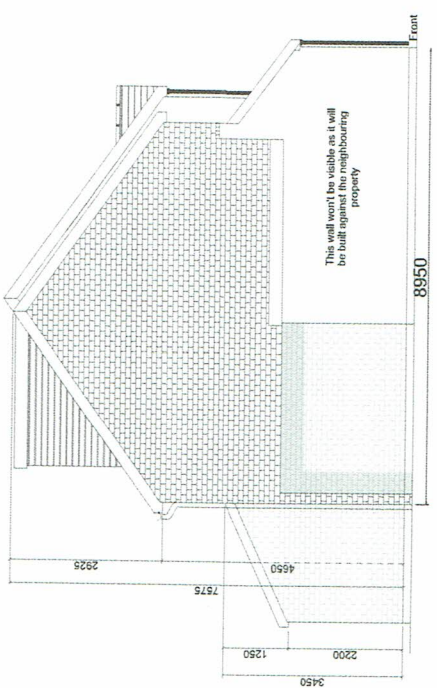 Front
This wall won't be visible as it will
be built against the neighbouring
property
8950
2925
4650
7575
1250
2200
3450